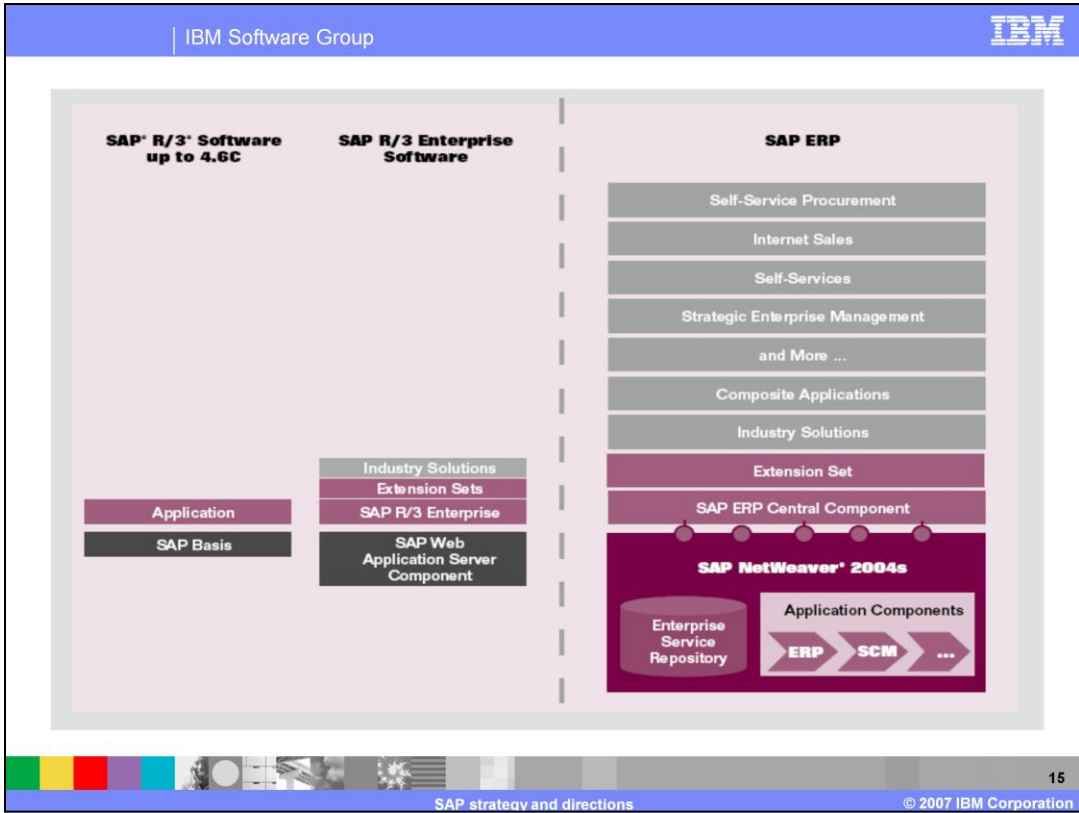 IBM Software Group
IBM
SAP® R/3® Software
up to 4.6C
SAP R/3 Enterprise
Software
SAP ERP
Self-Service Procurement
Internet Sales
Self-Services
Strategic Enterprise Management
and More ...
Composite Applications
Industry Solutions
Extension Set
SAP ERP Central Component
Industry Solutions
Extension Sets
SAP R/3 Enterprise
SAP Web
Application Server
Component
Application
SAP Basis
SAP NetWeaver® 2004s
Enterprise
Service
Repository
Application Components
ERP
SCM
...
15
SAP strategy and directions
© 2007 IBM Corporation